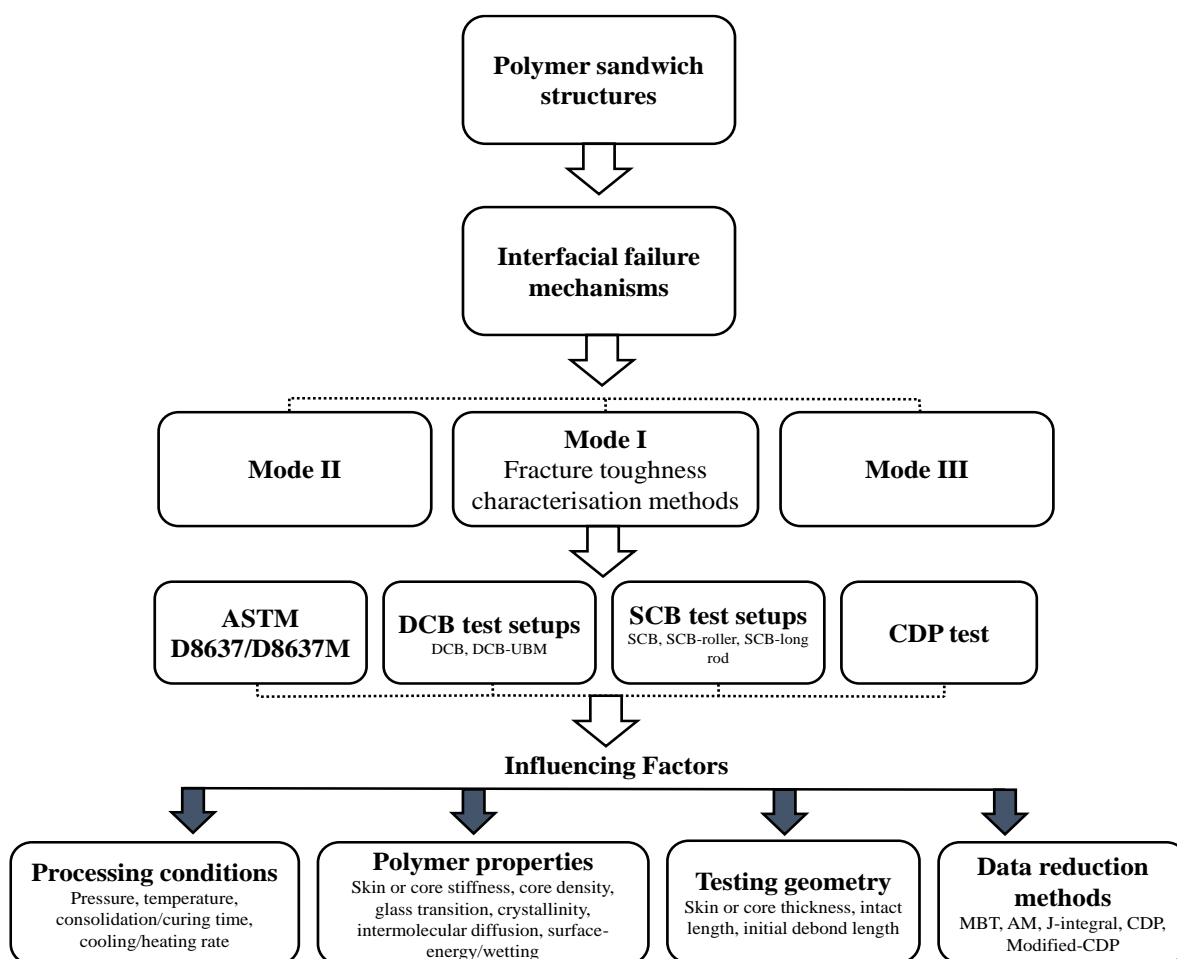 Polymer sandwich
structures
Interfacial failure
mechanisms
Mode II
Mode I
Fracture toughness
characterisation methods
Mode III
ASTM
D8637/D8637M
DCB test setups
DCB, DCB-UBM
SCB test setups
SCB, SCB-roller, SCB-long
rod
CDP test
Influencing Factors
Processing conditions
Pressure, temperature,
consolidation/curing time,
cooling/heating rate
Polymer properties
Skin or core stiffness, core density,
glass transition, crystallinity,
intermolecular diffusion, surface-
energy/wetting
Testing geometry
Skin or core thickness, intact
length, initial debond length
Data reduction
methods
MBT, AM, J-integral, CDP,
Modified-CDP